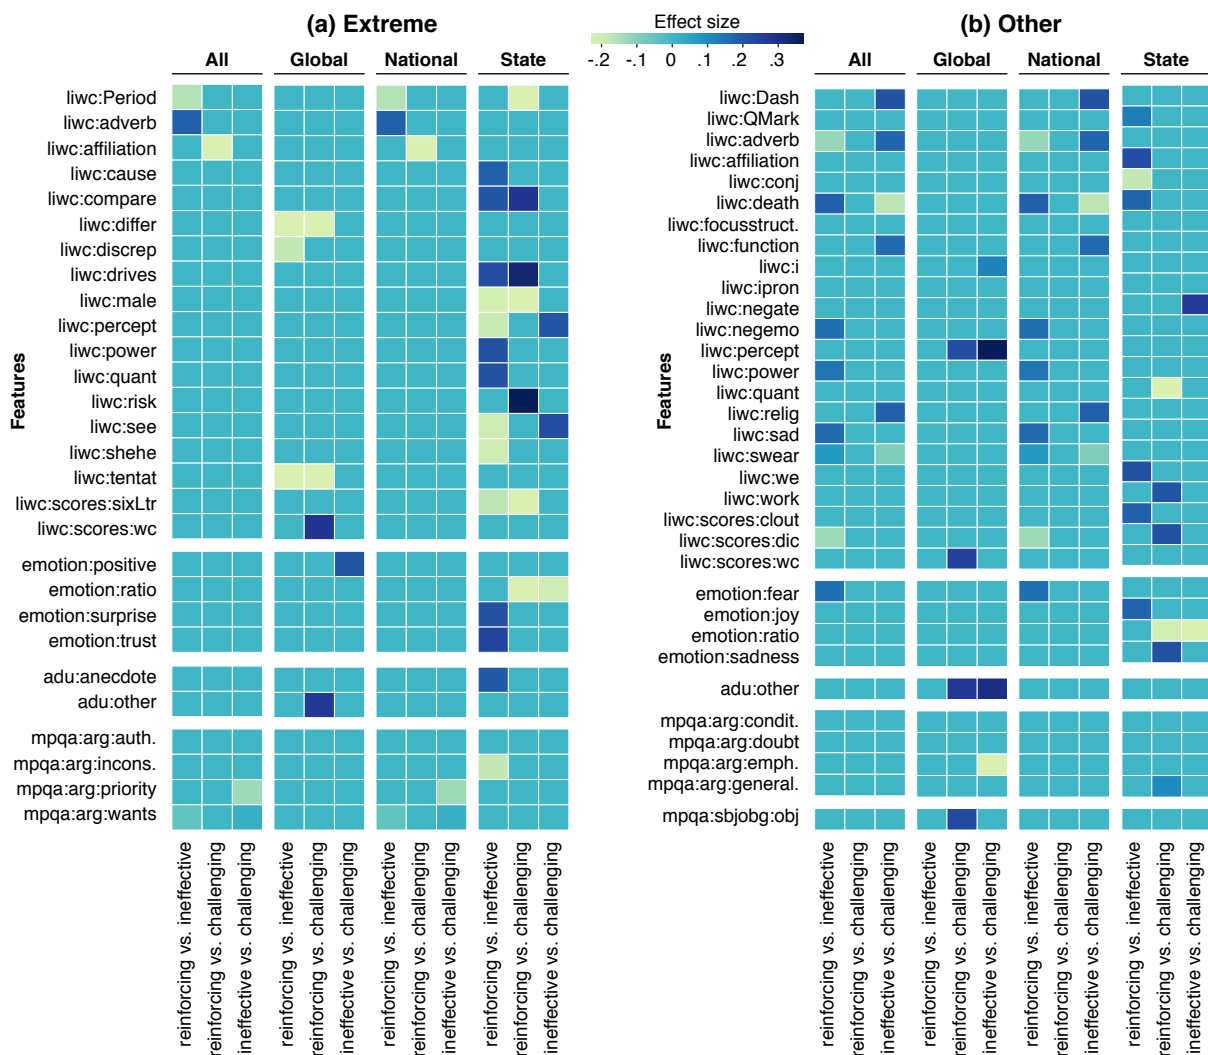 (a) Extreme
Effect size
(b) Other
-.2 -.1 0 .1 .2 .3
All Global National State
All Global National State
Features
liwc:Period
liwc:adverb
liwc:affiliation
liwc:cause
liwc:compare
liwc:differ
liwc:discrep
liwc:drives
liwc:male
liwc:percept
liwc:power
liwc:quant
liwc:risk
liwc:see
liwc:shehe
liwc:tentat
liwc:scores:sixLtr
liwc:scores:wc
emotion:positive
emotion:ratio
emotion:surprise
emotion:trust
adu:anecdote
adu:other
mpqa:arg:auth.
mpqa:arg:incons.
mpqa:arg:priority
mpqa:arg:wants
reinforcing vs. ineffective
reinforcing vs. challenging
ineffective vs. challenging
reinforcing vs. ineffective
reinforcing vs. challenging
ineffective vs. challenging
reinforcing vs. ineffective
reinforcing vs. challenging
ineffective vs. challenging
reinforcing vs. ineffective
reinforcing vs. challenging
ineffective vs. challenging
Features
liwc:Dash
liwc:QMark
liwc:adverb
liwc:affiliation
liwc:conj
liwc:death
liwc:focusstruct.
liwc:function
liwc:i
liwc:ipron
liwc:negate
liwc:negemo
liwc:percept
liwc:power
liwc:quant
liwc:relig
liwc:sad
liwc:swear
liwc:we
liwc:work
liwc:scores:clout
liwc:scores:dic
liwc:scores:wc
emotion:fear
emotion:joy
emotion:ratio
emotion:sadness
adu:other
mpqa:arg:condit.
mpqa:arg:doubt
mpqa:arg:emph.
mpqa:arg:general.
mpqa:sbjobg:obj
reinforcing vs. ineffective
reinforcing vs. challenging
ineffective vs. challenging
reinforcing vs. ineffective
reinforcing vs. challenging
ineffective vs. challenging
reinforcing vs. ineffective
reinforcing vs. challenging
ineffective vs. challenging
reinforcing vs. ineffective
reinforcing vs. challenging
ineffective vs. challenging